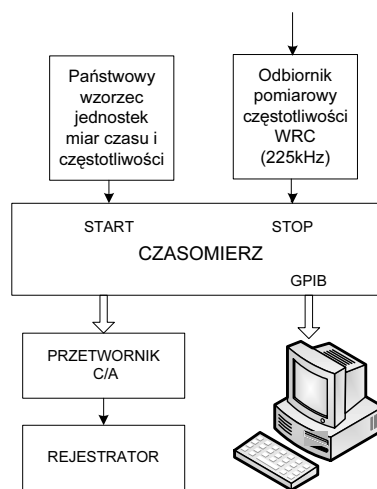 Państwowy
wzorzec
jednostek
miar czasu i
częstotliwości
Odbiornik
pomiarowy
częstotliwości
WRC
(225kHz)
START
STOP
CZASOMIERZ
GPIB
PRZETWORNIK
C/A
REJESTRATOR